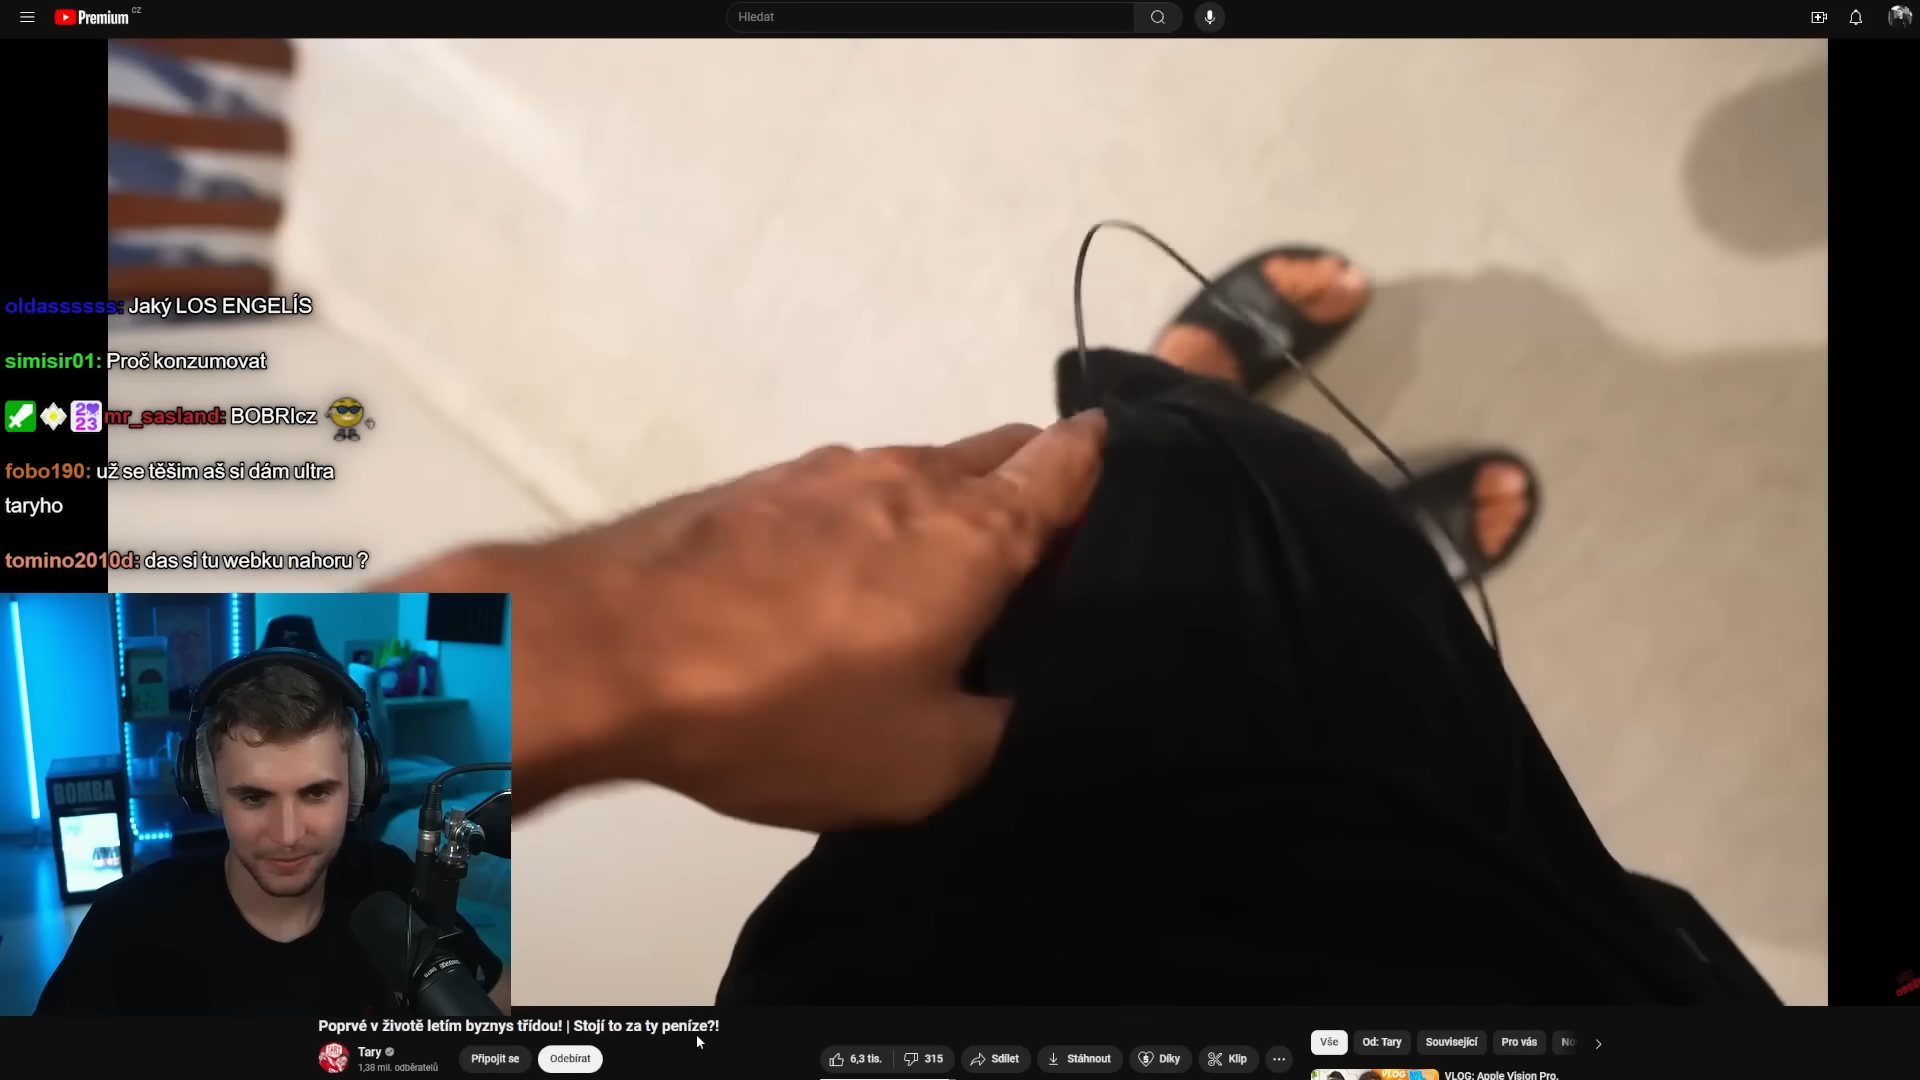 Premium CZ
Hledat
oldassssss: Jaký LOS ENGELÍS
simisir01: Proč konzumovat
mr_sasland: BOBRIcz
fobo190: už se těšim aš si dám ultra
taryho
tomino2010d: das si tu webku nahoru ?
BOMBA
Poprvé v životě letím byznys třídou! | Stojí to za ty peníze?!
Tary
1,38 mil. odběratelů
Připojit se
Odebírat
6,3 tis.
315
Sdílet
Stáhnout
Díky
Klip
Vše
Od: Tary
Související
Pro vás
VLOG
VLOG: Apple Vision Pro,